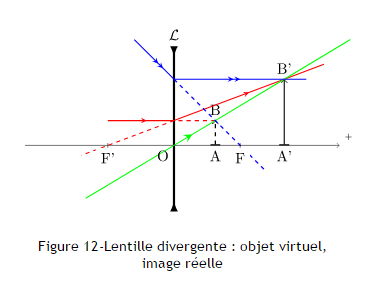 ℒ
B'
B
+
F'
O
A
F
A'
Figure 12-Lentille divergente : objet virtuel,
image réelle